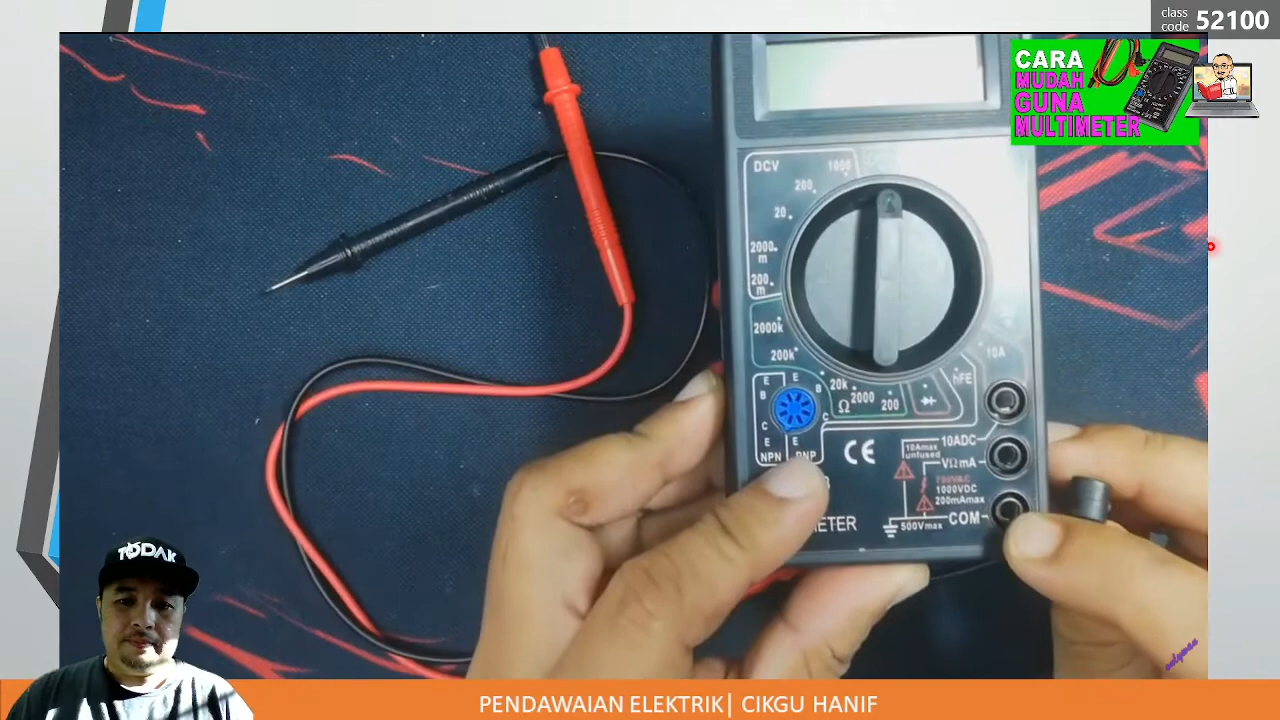 class
code 52100
CARA
MUDAH
GUNA
MULTIMETER
DCV
1000
200
20
2000
m
200
m
2000k
200k
20k
2000
200
Ω
hFE
10A
E
B
C
E
NPN
E
B
C
E
PNP
CE
10Amax
unfused
10ADC
VΩmA
1000VDC
200mAmax
500Vmax
COM
METER
TODAK
PENDAWAIAN ELEKTRIK| CIKGU HANIF